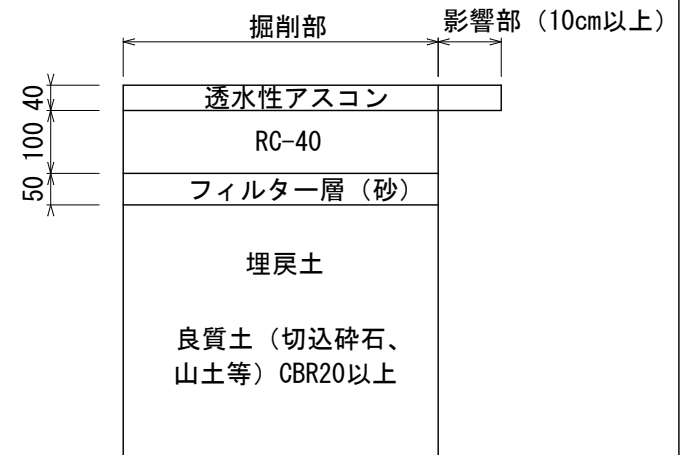 掘削部
影響部（10cm以上）
40
透水性アスコン
100
RC-40
50
フィルター層（砂）
埋戻土
良質土（切込砕石、
山土等）CBR20以上